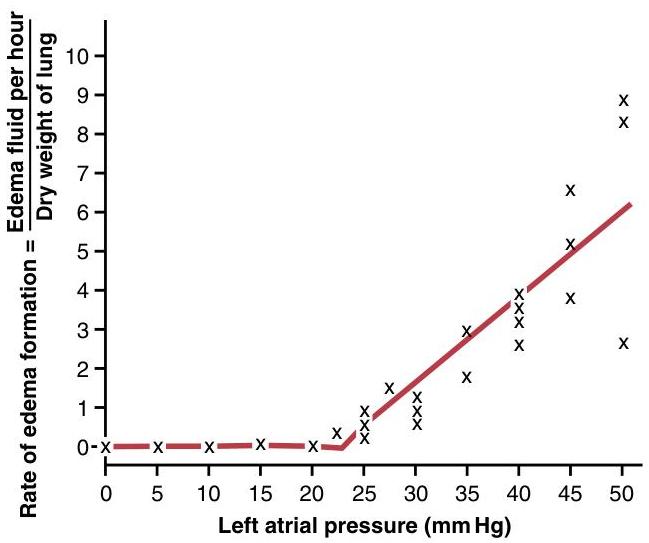 Rate of edema formation = Edema fluid per hour
Dry weight of lung
10
9
8
7
6
5
4
3
2
1
0
0 5 10 15 20 25 30 35 40 45 50
Left atrial pressure (mm Hg)